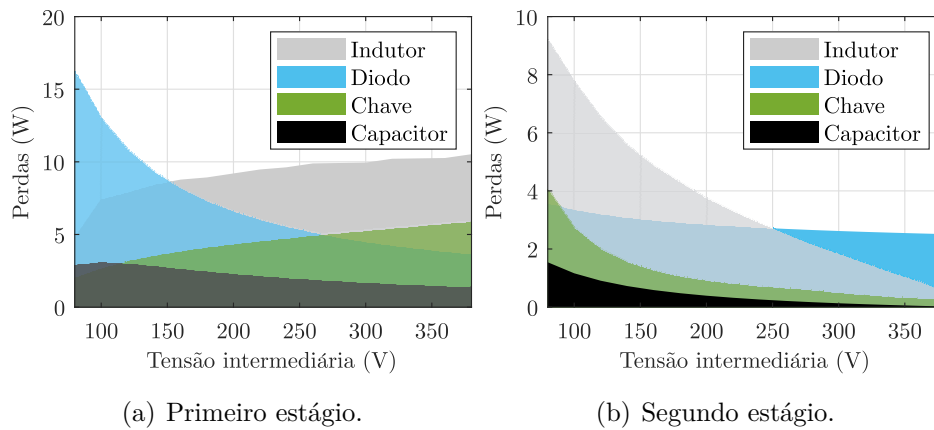 20
15
10
5
0
Perdas (W)
Indutor
Diodo
Chave
Capacitor
100 150 200 250 300 350
Tensão intermediária (V)
(a) Primeiro estágio.
10
8
6
4
2
0
Perdas (W)
Indutor
Diodo
Chave
Capacitor
100 150 200 250 300 350
Tensão intermediária (V)
(b) Segundo estágio.